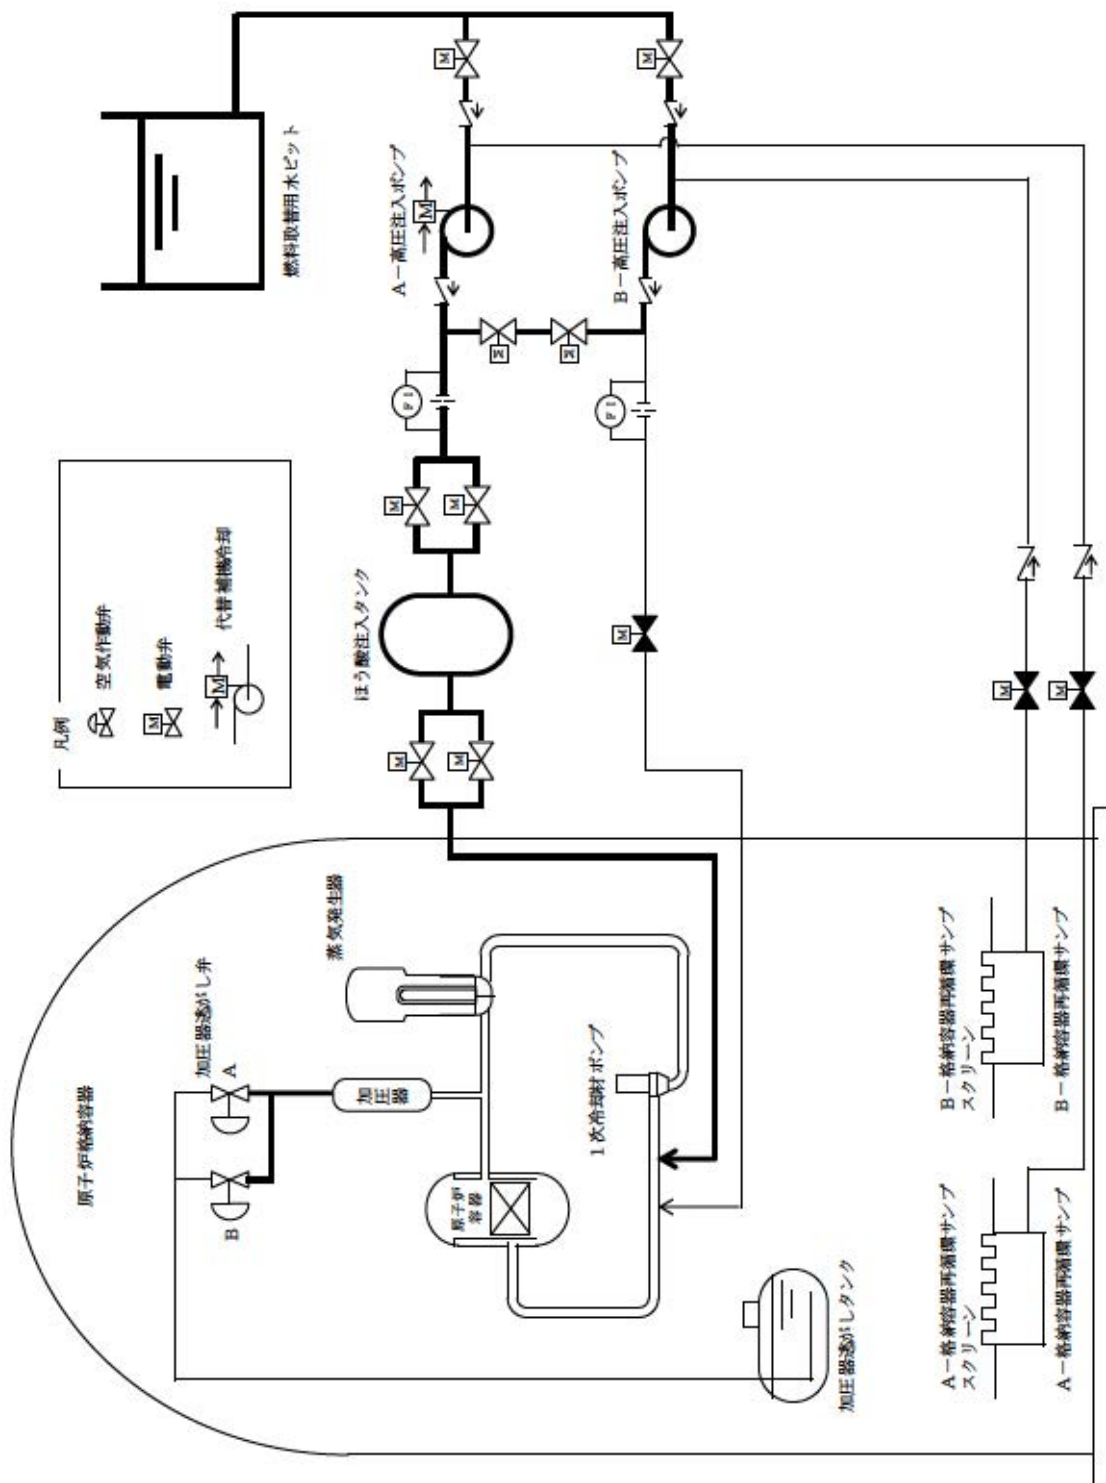 原子炉格納容器
加圧器逃がし弁
A
B
加圧器
蒸気発生器
原子炉
容器
1次冷却材ポンプ
加圧器逃がしタンク
凡例
空気作動弁
M
電動弁
M
代替補機冷却
燃料取替用水ピット
M
M
M
A－高圧注入ポンプ
B－高圧注入ポンプ
M
M
FI
FI
M
M
ほう酸注入タンク
M
M
M
M
M
A－格納容器再循環サンプ
スクリーン
A－格納容器再循環サンプ
B－格納容器再循環サンプ
スクリーン
B－格納容器再循環サンプ